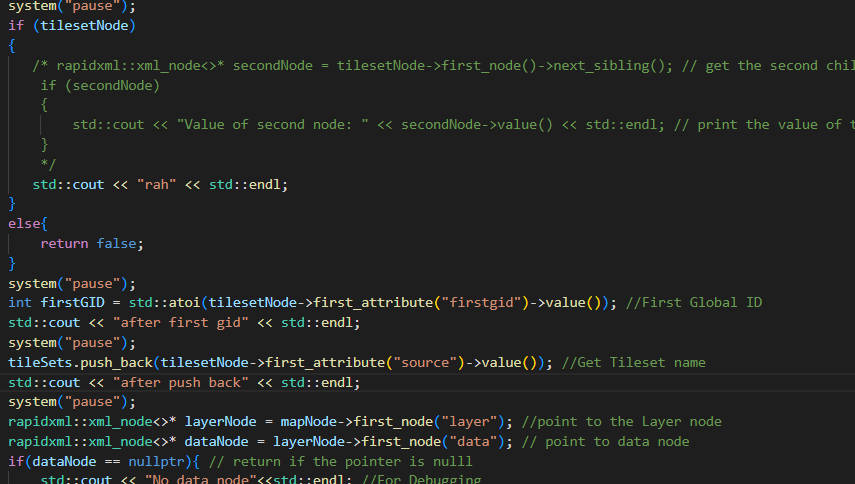 system("pause");
if (tilesetNode)
{
/* rapidxml::xml_node<>* secondNode = tilesetNode->first_node()->next_sibling(); // get the second
if (secondNode)
{
std::cout << "Value of second node: " << secondNode->value() << std::endl; // print the value of
}
*/
std::cout << "rah" << std::endl;
}
else{
return false;
}
system("pause");
int firstGID = std::atoi(tilesetNode->first_attribute("firstgid")->value()); //First Global ID
std::cout << "after first gid" << std::endl;
system("pause");
tileSets.push_back(tilesetNode->first_attribute("source")->value()); //Get Tileset name
std::cout << "after push back" << std::endl;
system("pause");
rapidxml::xml_node<>* layerNode = mapNode->first_node("layer"); //point to the Layer node
rapidxml::xml_node<>* dataNode = layerNode->first_node("data"); // point to data node
if(dataNode == nullptr){ // return if the pointer is nulll
std::cout << "No data node"<<std::endl; //For Debugging